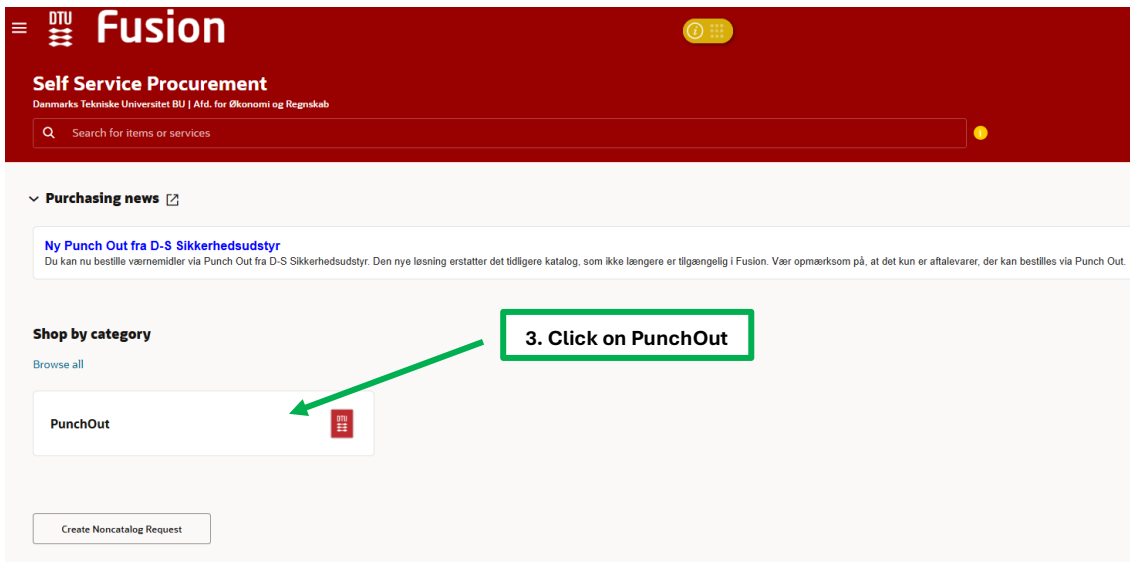 DTU
Fusion
Self Service Procurement
Danmarks Tekniske Universitet BU | Afd. for Økonomi og Regnskab
Search for items or services
Purchasing news
Ny Punch Out fra D-S Sikkerhedsudstyr
Du kan nu bestille værnemidler via Punch Out fra D-S Sikkerhedsudstyr. Den nye løsning erstatter det tidligere katalog, som ikke længere er tilgængelig i Fusion. Vær opmærksom på, at det kun er aftalevarer, der kan bestilles via Punch Out.
Shop by category
3. Click on PunchOut
Browse all
PunchOut
DTU
Create Noncatalog Request